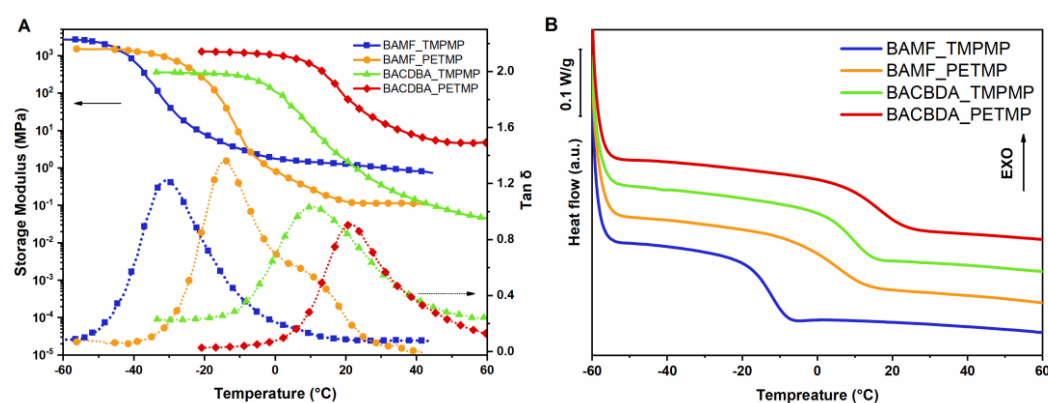 A
BAMF_TMPMP
BAMF_PETMP
BACDBA_TMPMP
BACDBA_PETMP
Storage Modulus (MPa)
10³
10²
10¹
10⁰
10⁻¹
10⁻²
10⁻³
10⁻⁴
10⁻⁵
-60 -40 -20 0 20 40 60
Temperature (°C)
2.0
1.6
1.2
0.8
0.4
0.0
Tan δ
B
0.1 W/g
BAMF_TMPMP
BAMF_PETMP
BACBDA_TMPMP
BACBDA_PETMP
EXO
Heat flow (a.u.)
-60 -40 -20 0 20 40 60
Tempreature (°C)